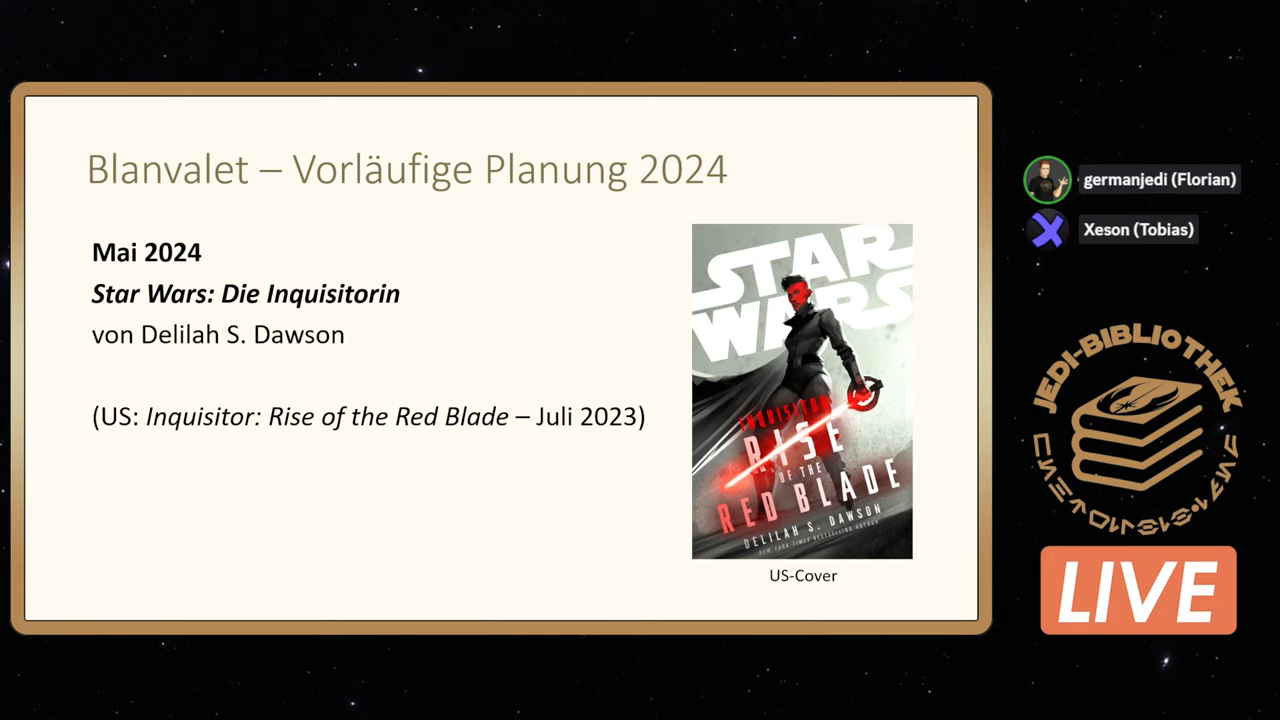 Blanvalet – Vorläufige Planung 2024
Mai 2024
Star Wars: Die Inquisitorin
von Delilah S. Dawson
(US: Inquisitor: Rise of the Red Blade – Juli 2023)
STAR
WARS
INQUISITOR
RISE
OF THE
RED BLADE
DELILAH S. DAWSON
NEW YORK TIMES BESTSELLING AUTHOR
US-Cover
germanjedi (Florian)
Xeson (Tobias)
JEDI-BIBLIOTHEK
LIVE